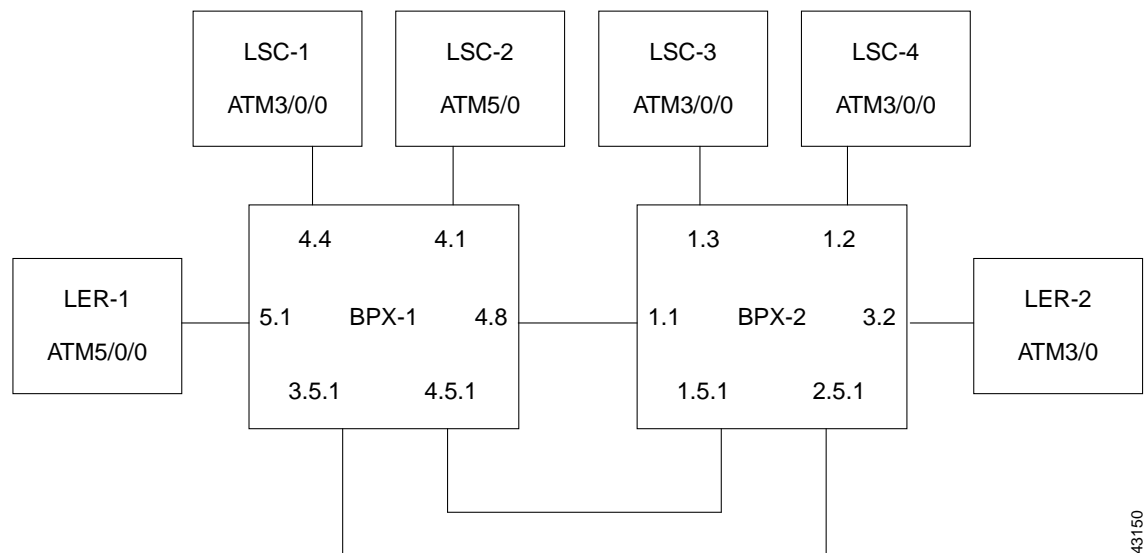 LSC-1
ATM3/0/0
LSC-2
ATM5/0
LSC-3
ATM3/0/0
LSC-4
ATM3/0/0
4.4 4.1
1.3 1.2
LER-1
ATM5/0/0
5.1 BPX-1 4.8
1.1 BPX-2 3.2
LER-2
ATM3/0
3.5.1 4.5.1
1.5.1 2.5.1
43150